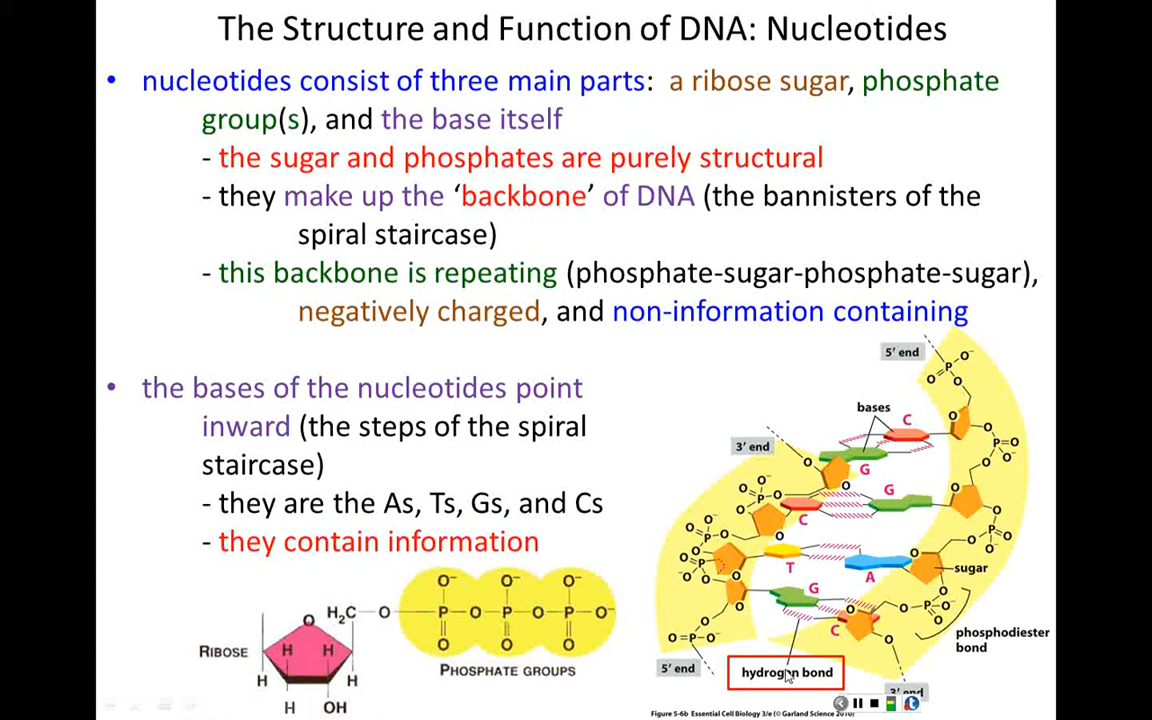 The Structure and Function of DNA: Nucleotides
• nucleotides consist of three main parts: a ribose sugar, phosphate
group(s), and the base itself
- the sugar and phosphates are purely structural
- they make up the ‘backbone’ of DNA (the bannisters of the
spiral staircase)
- this backbone is repeating (phosphate-sugar-phosphate-sugar),
negatively charged, and non-information containing
• the bases of the nucleotides point
inward (the steps of the spiral
staircase)
- they are the As, Ts, Gs, and Cs
- they contain information
O⁻ O⁻ O⁻
H₂C—O—P—O—P—O—P—O⁻
O
O O O
RIBOSE
H H
H H
H OH
PHOSPHATE GROUPS
5′ end
bases
C
3′ end
G
G
C
T
A
sugar
G
C
phosphodiester
bond
5′ end
hydrogen bond
3′ end
Figure 5-6b Essential Cell Biology 3/e (© Garland Science 2010)